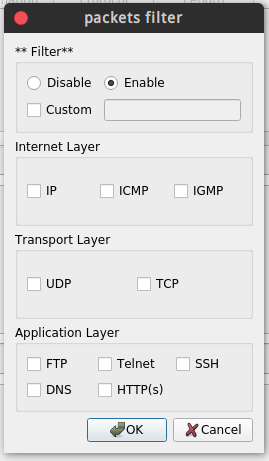 packets filter
** Filter**
Disable Enable
Custom
Internet Layer
IP ICMP IGMP
Transport Layer
UDP TCP
Application Layer
FTP Telnet SSH
DNS HTTP(s)
OK Cancel